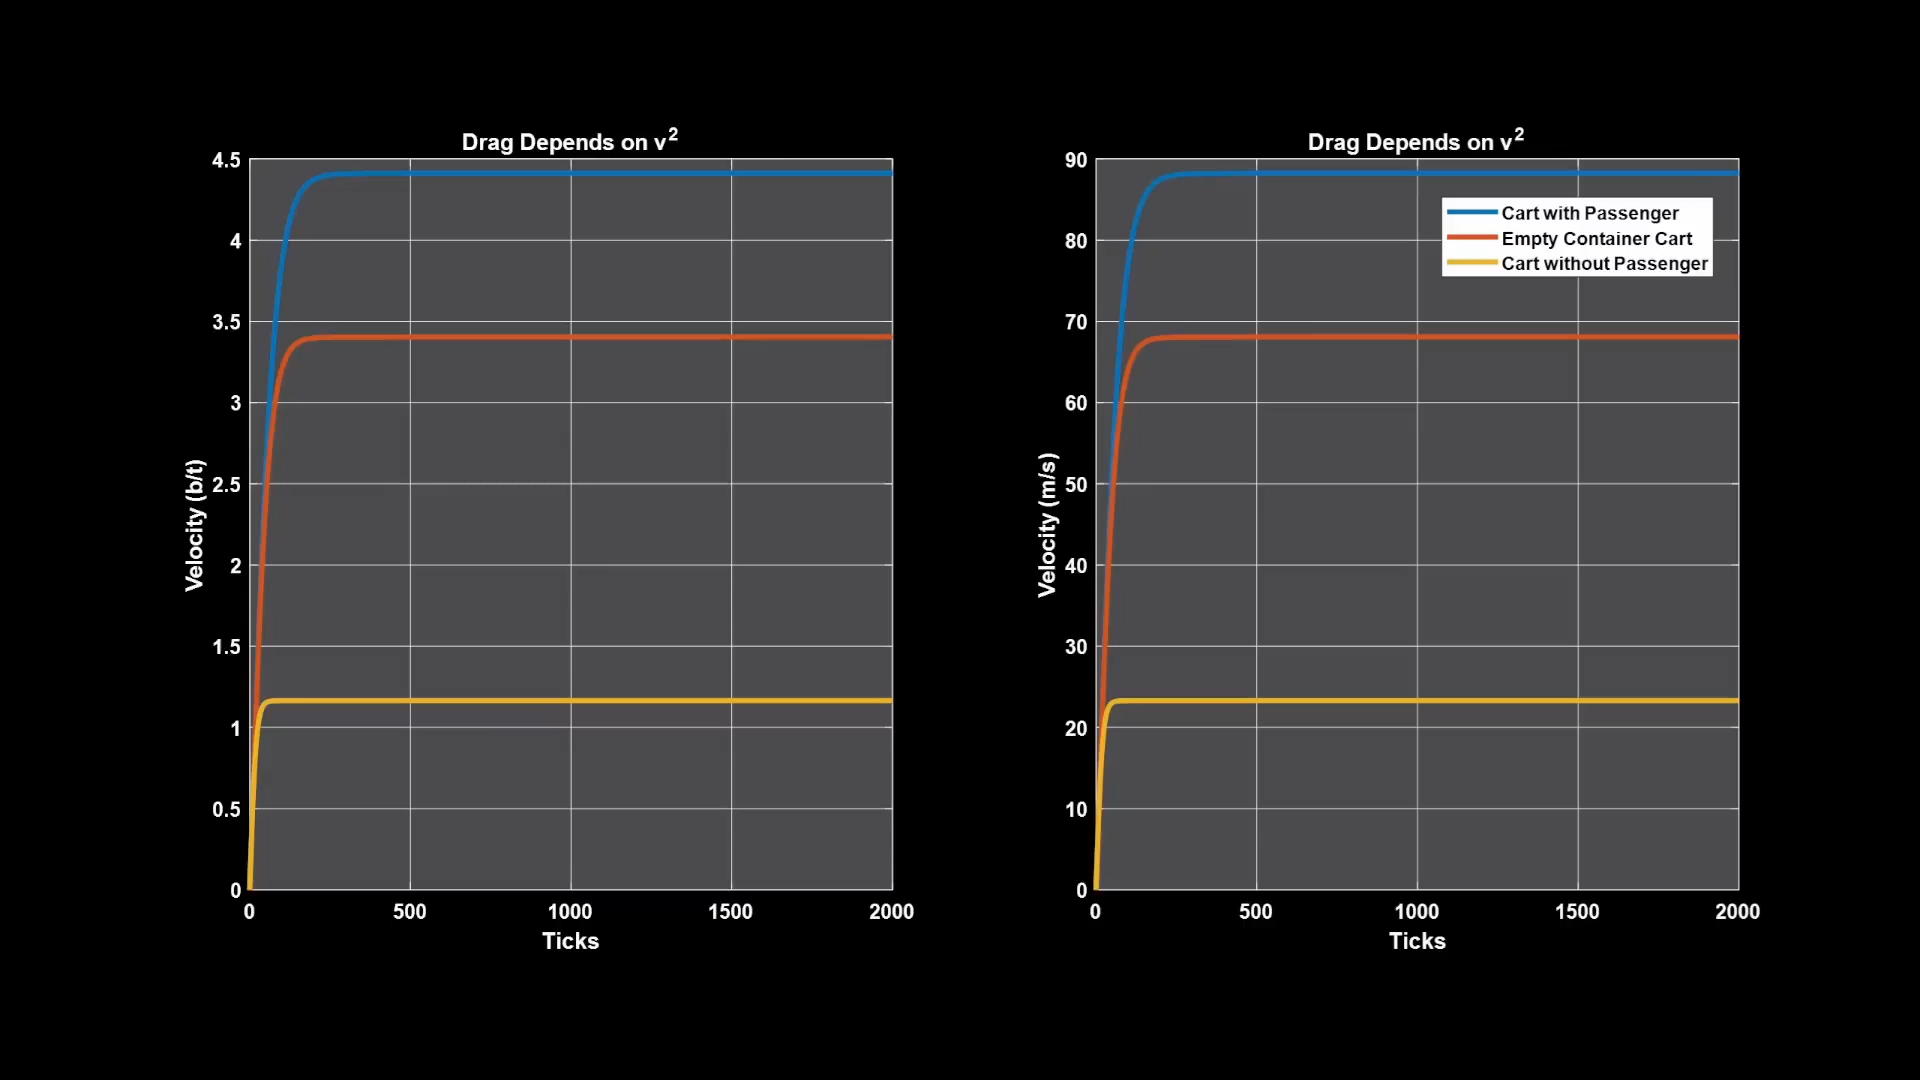 Drag Depends on v²
4.5
4
3.5
3
2.5
2
1.5
1
0.5
0
Velocity (b/t)
0 500 1000 1500 2000
Ticks
Drag Depends on v²
90
80
70
60
50
40
30
20
10
0
Velocity (m/s)
Cart with Passenger
Empty Container Cart
Cart without Passenger
0 500 1000 1500 2000
Ticks